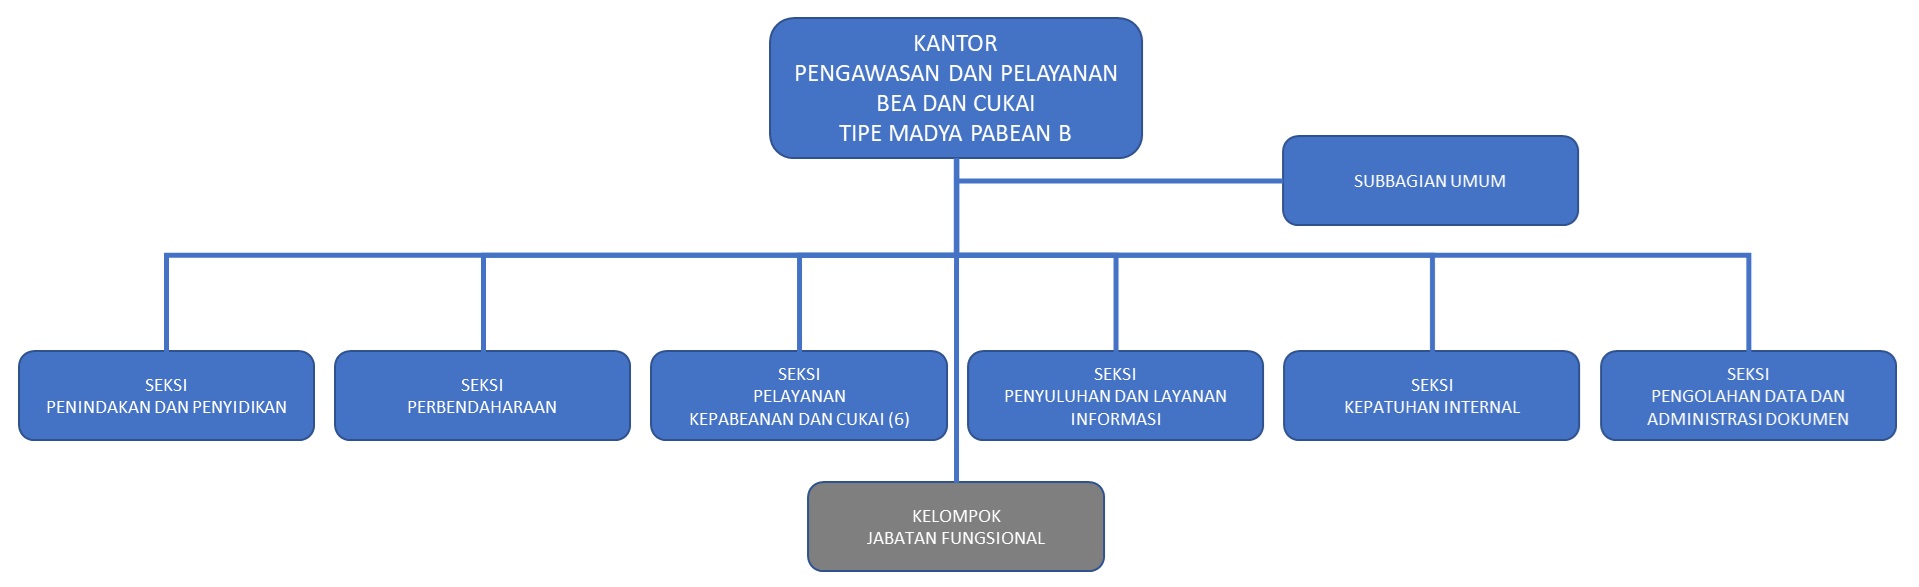 KANTOR
PENGAWASAN DAN PELAYANAN
BEA DAN CUKAI
TIPE MADYA PABEAN B
SUBBAGIAN UMUM
SEKSI
PENINDAKAN DAN PENYIDIKAN
SEKSI
PERBENDAHARAAN
SEKSI
PELAYANAN
KEPABEANAN DAN CUKAI (6)
SEKSI
PENYULUHAN DAN LAYANAN
INFORMASI
SEKSI
KEPATUHAN INTERNAL
SEKSI
PENGOLAHAN DATA DAN
ADMINISTRASI DOKUMEN
KELOMPOK
JABATAN FUNGSIONAL